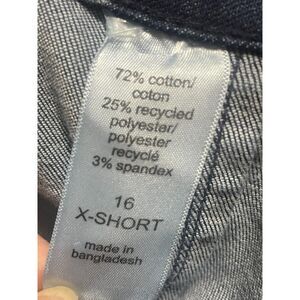 72% cotton/
coton
25% recycled
polyester/
polyester
recyclé
3% spandex
16
X-SHORT
made in
bangladesh